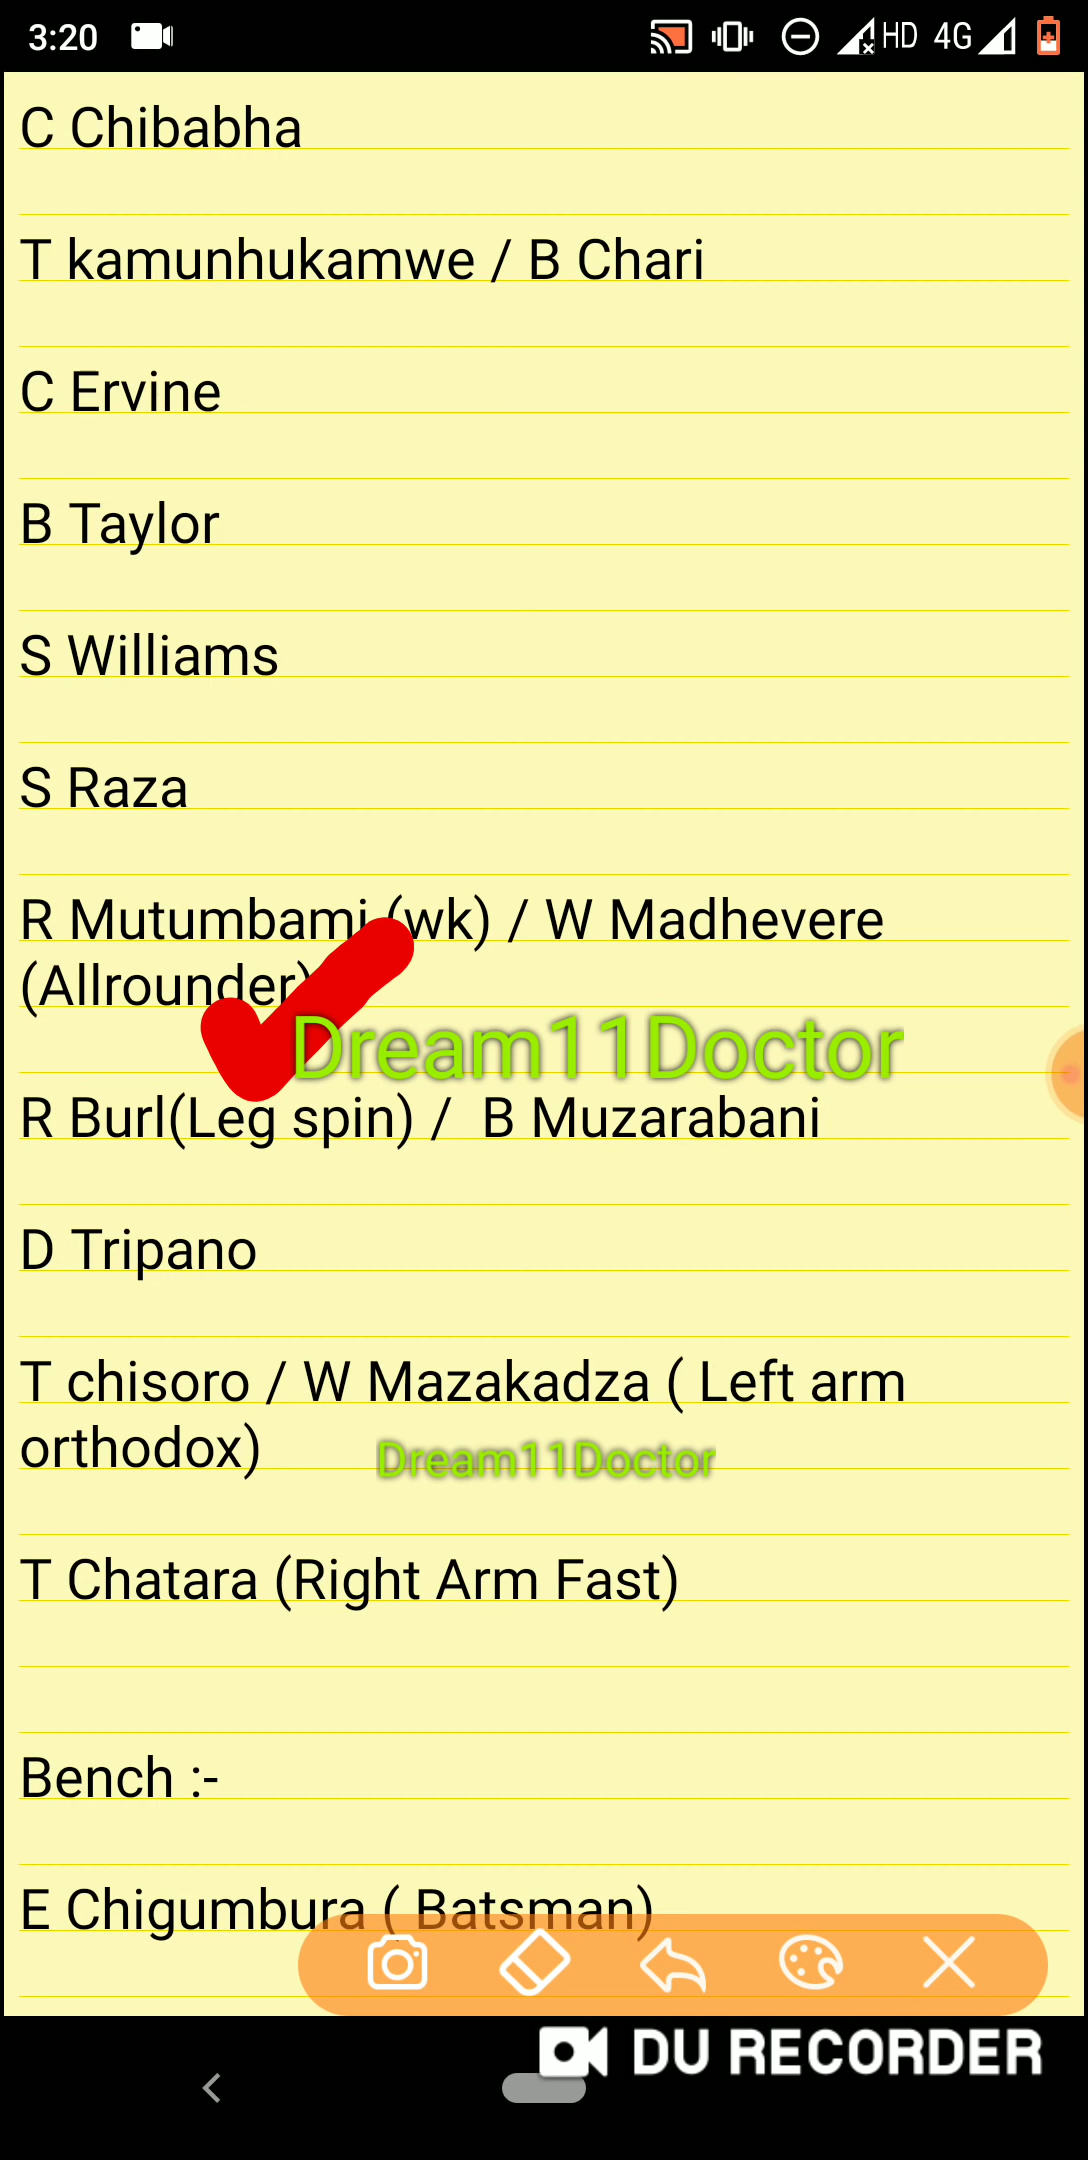 3:20 HD 4G
C Chibabha
T kamunhukamwe / B Chari
C Ervine
B Taylor
S Williams
S Raza
R Mutumbami (wk) / W Madhevere
(Allrounder)
Dream11Doctor
R Burl(Leg spin) / B Muzarabani
D Tripano
T chisoro / W Mazakadza ( Left arm
orthodox)
Dream11Doctor
T Chatara (Right Arm Fast)
Bench :-
E Chigumbura ( Batsman)
DU RECORDER